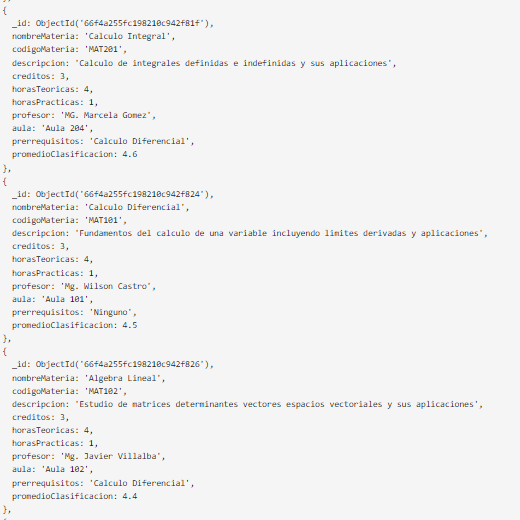 {
_id: ObjectId('66f4a255fc198210c942f81f'),
nombreMateria: 'Calculo Integral',
codigoMateria: 'MAT201',
descripcion: 'Calculo de integrales definidas e indefinidas y sus aplicaciones',
creditos: 3,
horasTeoricas: 4,
horasPracticas: 1,
profesor: 'MG. Marcela Gomez',
aula: 'Aula 204',
prerrequisitos: 'Calculo Diferencial',
promedioClasificacion: 4.6
},
{
_id: ObjectId('66f4a255fc198210c942f824'),
nombreMateria: 'Calculo Diferencial',
codigoMateria: 'MAT101',
descripcion: 'Fundamentos del calculo de una variable incluyendo limites derivadas y aplicaciones',
creditos: 3,
horasTeoricas: 4,
horasPracticas: 1,
profesor: 'Mg. Wilson Castro',
aula: 'Aula 101',
prerrequisitos: 'Ninguno',
promedioClasificacion: 4.5
},
{
_id: ObjectId('66f4a255fc198210c942f826'),
nombreMateria: 'Algebra Lineal',
codigoMateria: 'MAT102',
descripcion: 'Estudio de matrices determinantes vectores espacios vectoriales y sus aplicaciones',
creditos: 3,
horasTeoricas: 4,
horasPracticas: 1,
profesor: 'Mg. Javier Villalba',
aula: 'Aula 102',
prerrequisitos: 'Calculo Diferencial',
promedioClasificacion: 4.4
},